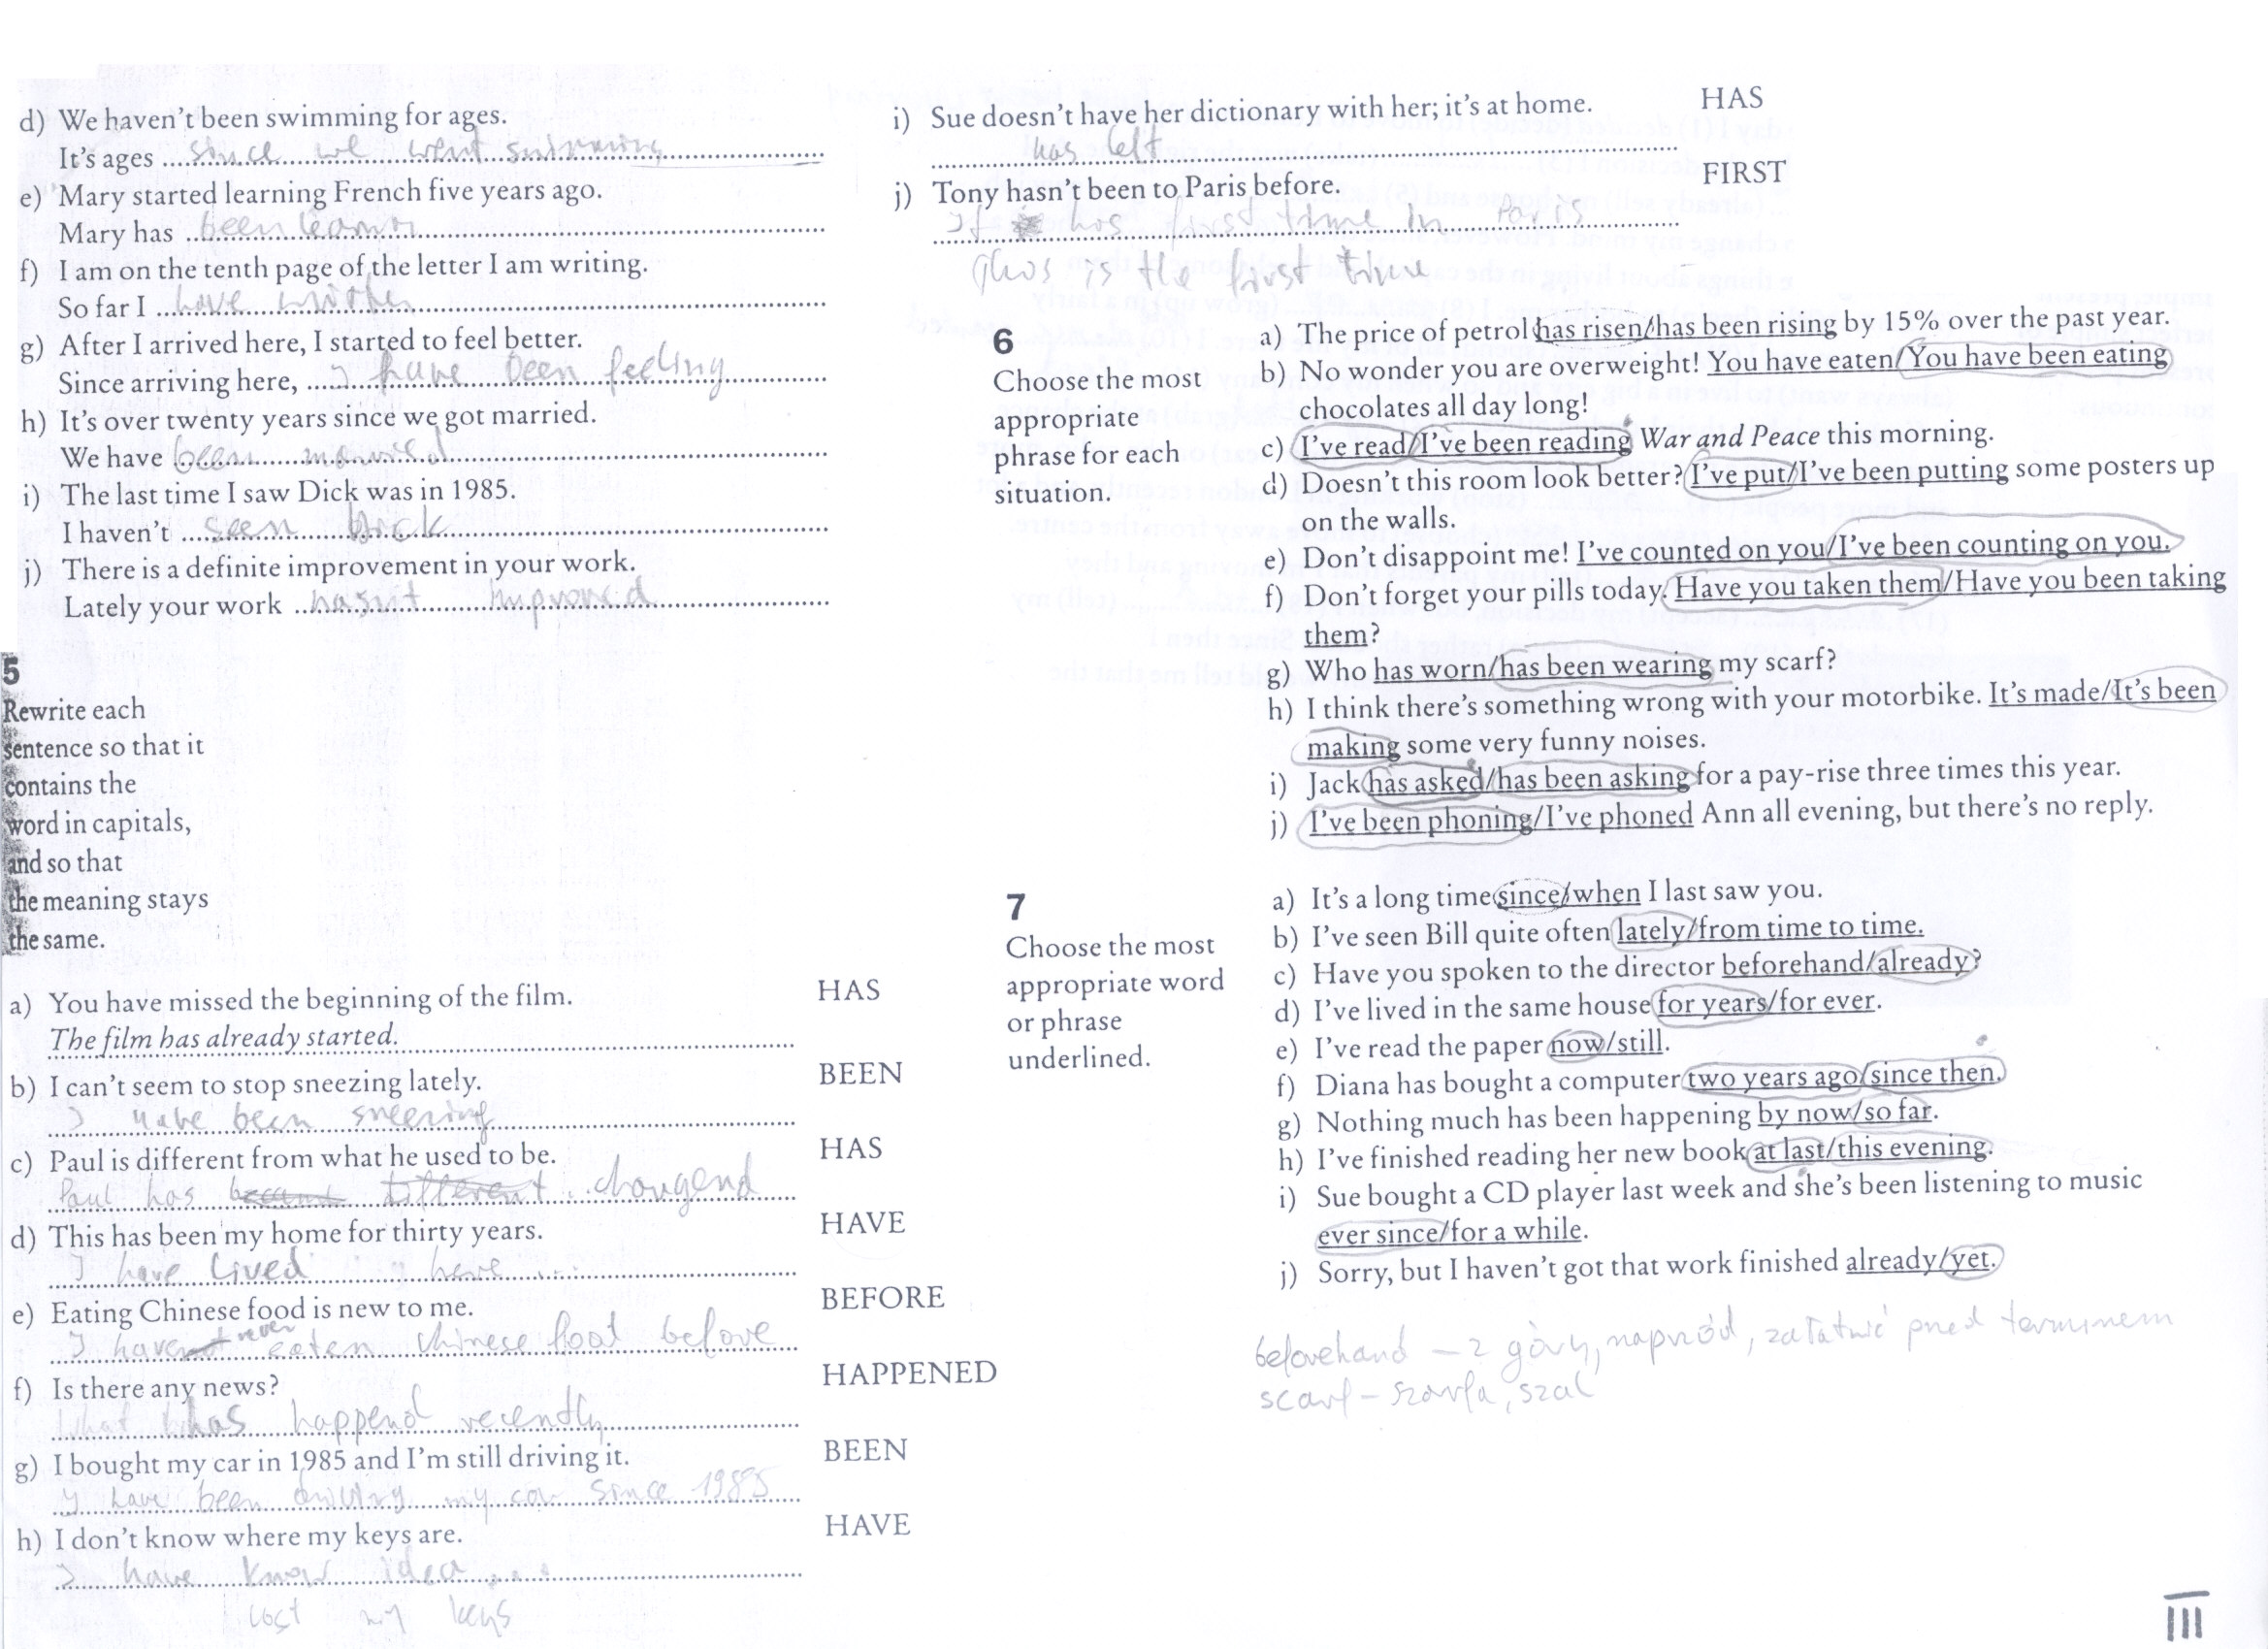 d) We haven't been swimming for ages.
It's ages since we went swimming
e) Mary started learning French five years ago.
Mary has been learnin
f) I am on the tenth page of the letter I am writing.
So far I have written
g) After I arrived here, I started to feel better.
Since arriving here, I have been feeling
h) It's over twenty years since we got married.
We have been married
i) The last time I saw Dick was in 1985.
I haven't seen Dick
j) There is a definite improvement in your work.
Lately your work hasn't improved
5
Rewrite each
sentence so that it
contains the
word in capitals,
and so that
the meaning stays
the same.
a) You have missed the beginning of the film. HAS
The film has already started.
b) I can't seem to stop sneezing lately. BEEN
I have been sneezing
c) Paul is different from what he used to be. HAS
Paul has different chongend
d) This has been my home for thirty years. HAVE
I have lived here ...
e) Eating Chinese food is new to me. BEFORE
I have never eaten chinese food before
f) Is there any news? HAPPENED
What has happend recently
g) I bought my car in 1985 and I'm still driving it. BEEN
I have been driving my car since 1985
h) I don't know where my keys are. HAVE
I have know idea ...
lost my keys
i) Sue doesn't have her dictionary with her; it's at home. HAS
has left
j) Tony hasn't been to Paris before. FIRST
It his first time in Paris
This is the first time
6
Choose the most
appropriate
phrase for each
situation.
a) The price of petrol has risen/has been rising by 15% over the past year.
b) No wonder you are overweight! You have eaten/You have been eating
chocolates all day long!
c) I've read/I've been reading War and Peace this morning.
d) Doesn't this room look better? I've put/I've been putting some posters up
on the walls.
e) Don't disappoint me! I've counted on you/I've been counting on you.
f) Don't forget your pills today. Have you taken them/Have you been taking
them?
g) Who has worn/has been wearing my scarf?
h) I think there's something wrong with your motorbike. It's made/It's been
making some very funny noises.
i) Jack has asked/has been asking for a pay-rise three times this year.
j) I've been phoning/I've phoned Ann all evening, but there's no reply.
7
Choose the most
appropriate word
or phrase
underlined.
a) It's a long time since/when I last saw you.
b) I've seen Bill quite often lately/from time to time.
c) Have you spoken to the director beforehand/already?
d) I've lived in the same house for years/for ever.
e) I've read the paper now/still.
f) Diana has bought a computer two years ago/since then.
g) Nothing much has been happening by now/so far.
h) I've finished reading her new book at last/this evening.
i) Sue bought a CD player last week and she's been listening to music
ever since/for a while.
j) Sorry, but I haven't got that work finished already/yet.
beforehand – z góry, naprzód, załatwić przed terminem
scarf – szarfa, szal
III